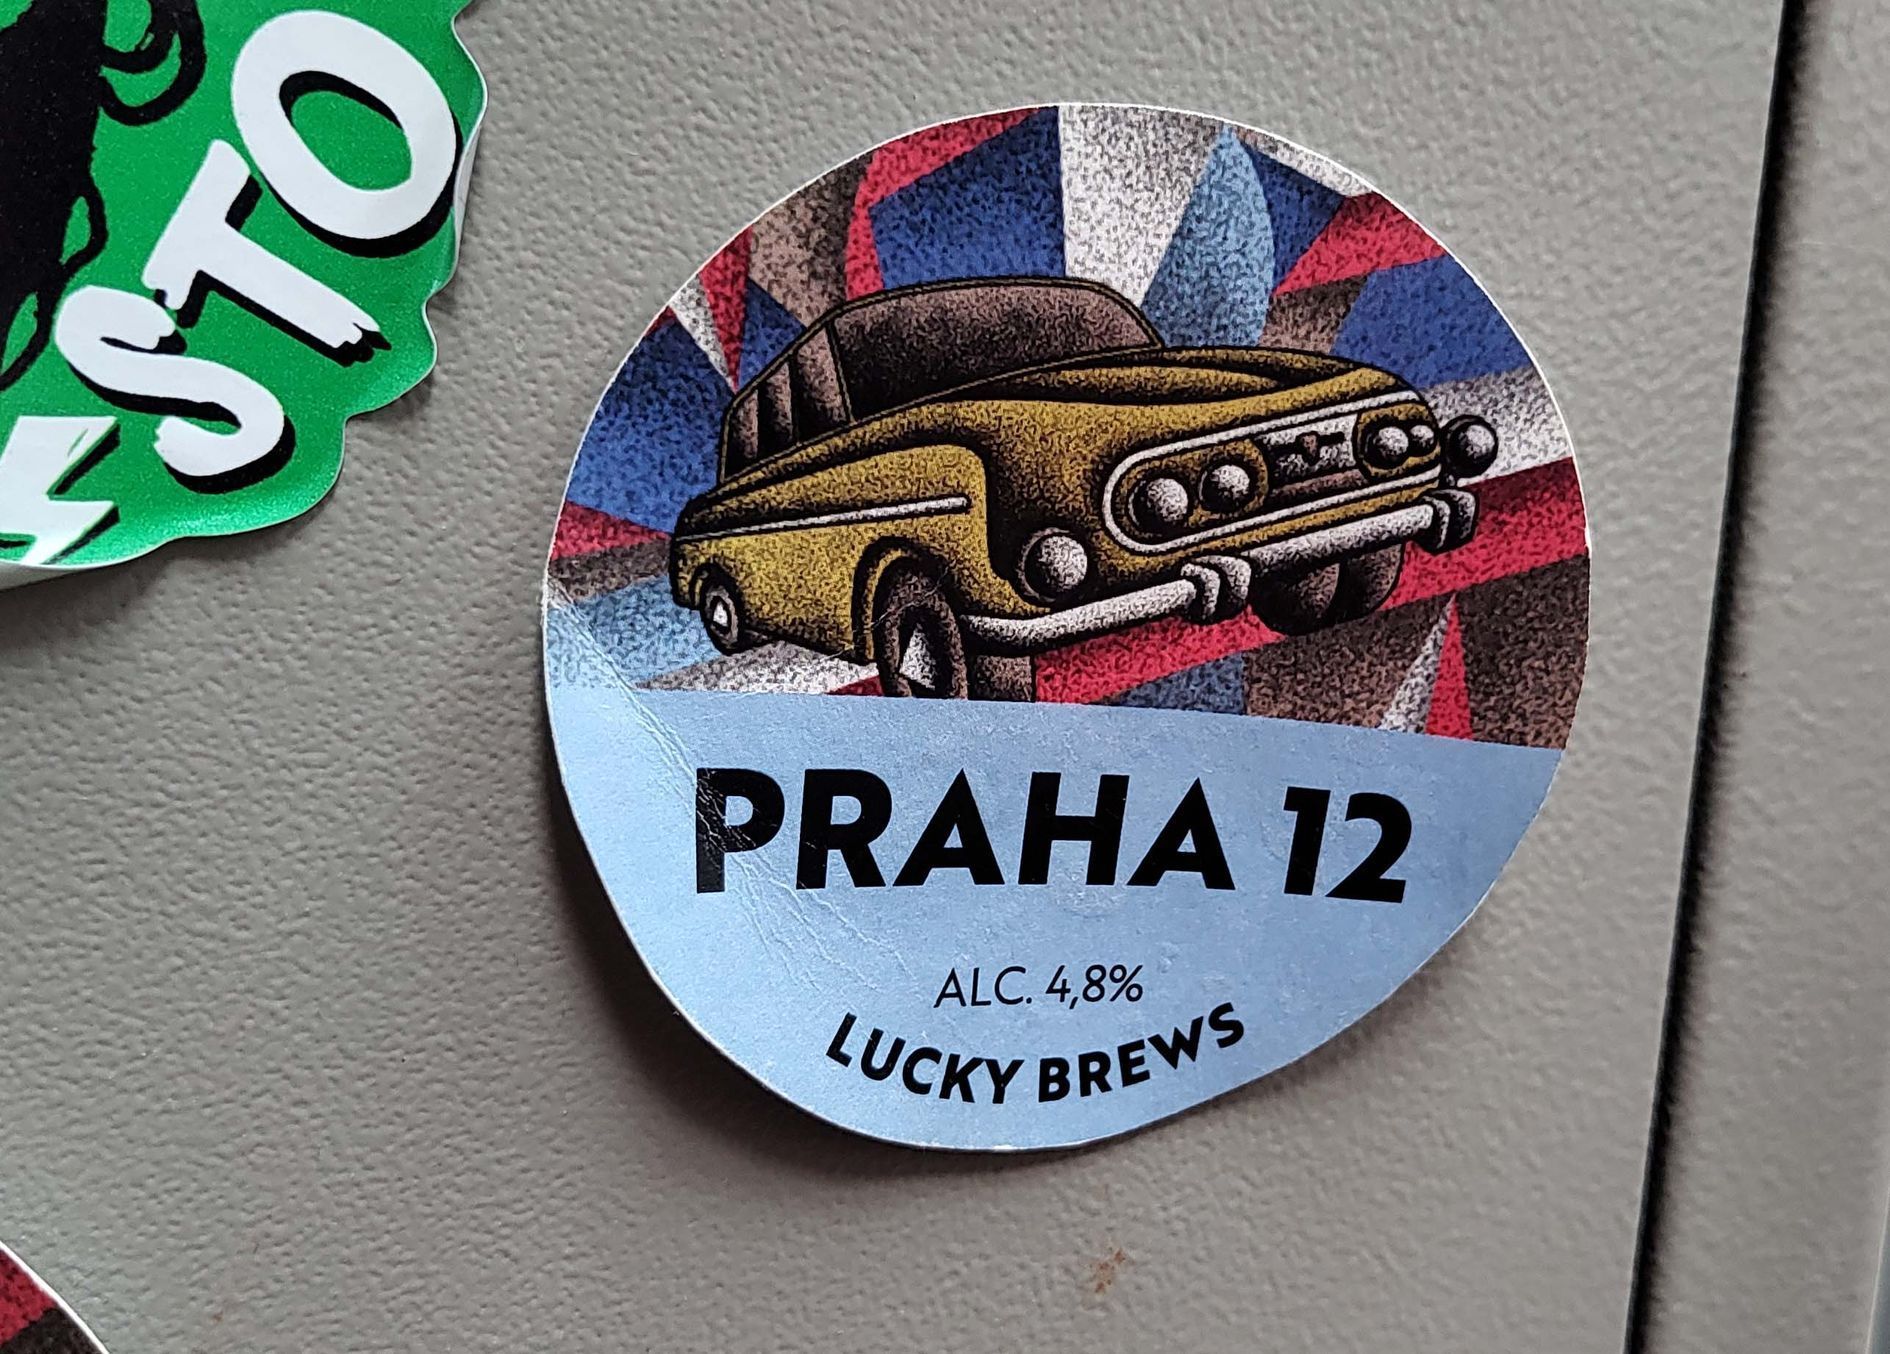 STO
PRAHA 12
ALC. 4,8%
LUCKY BREWS